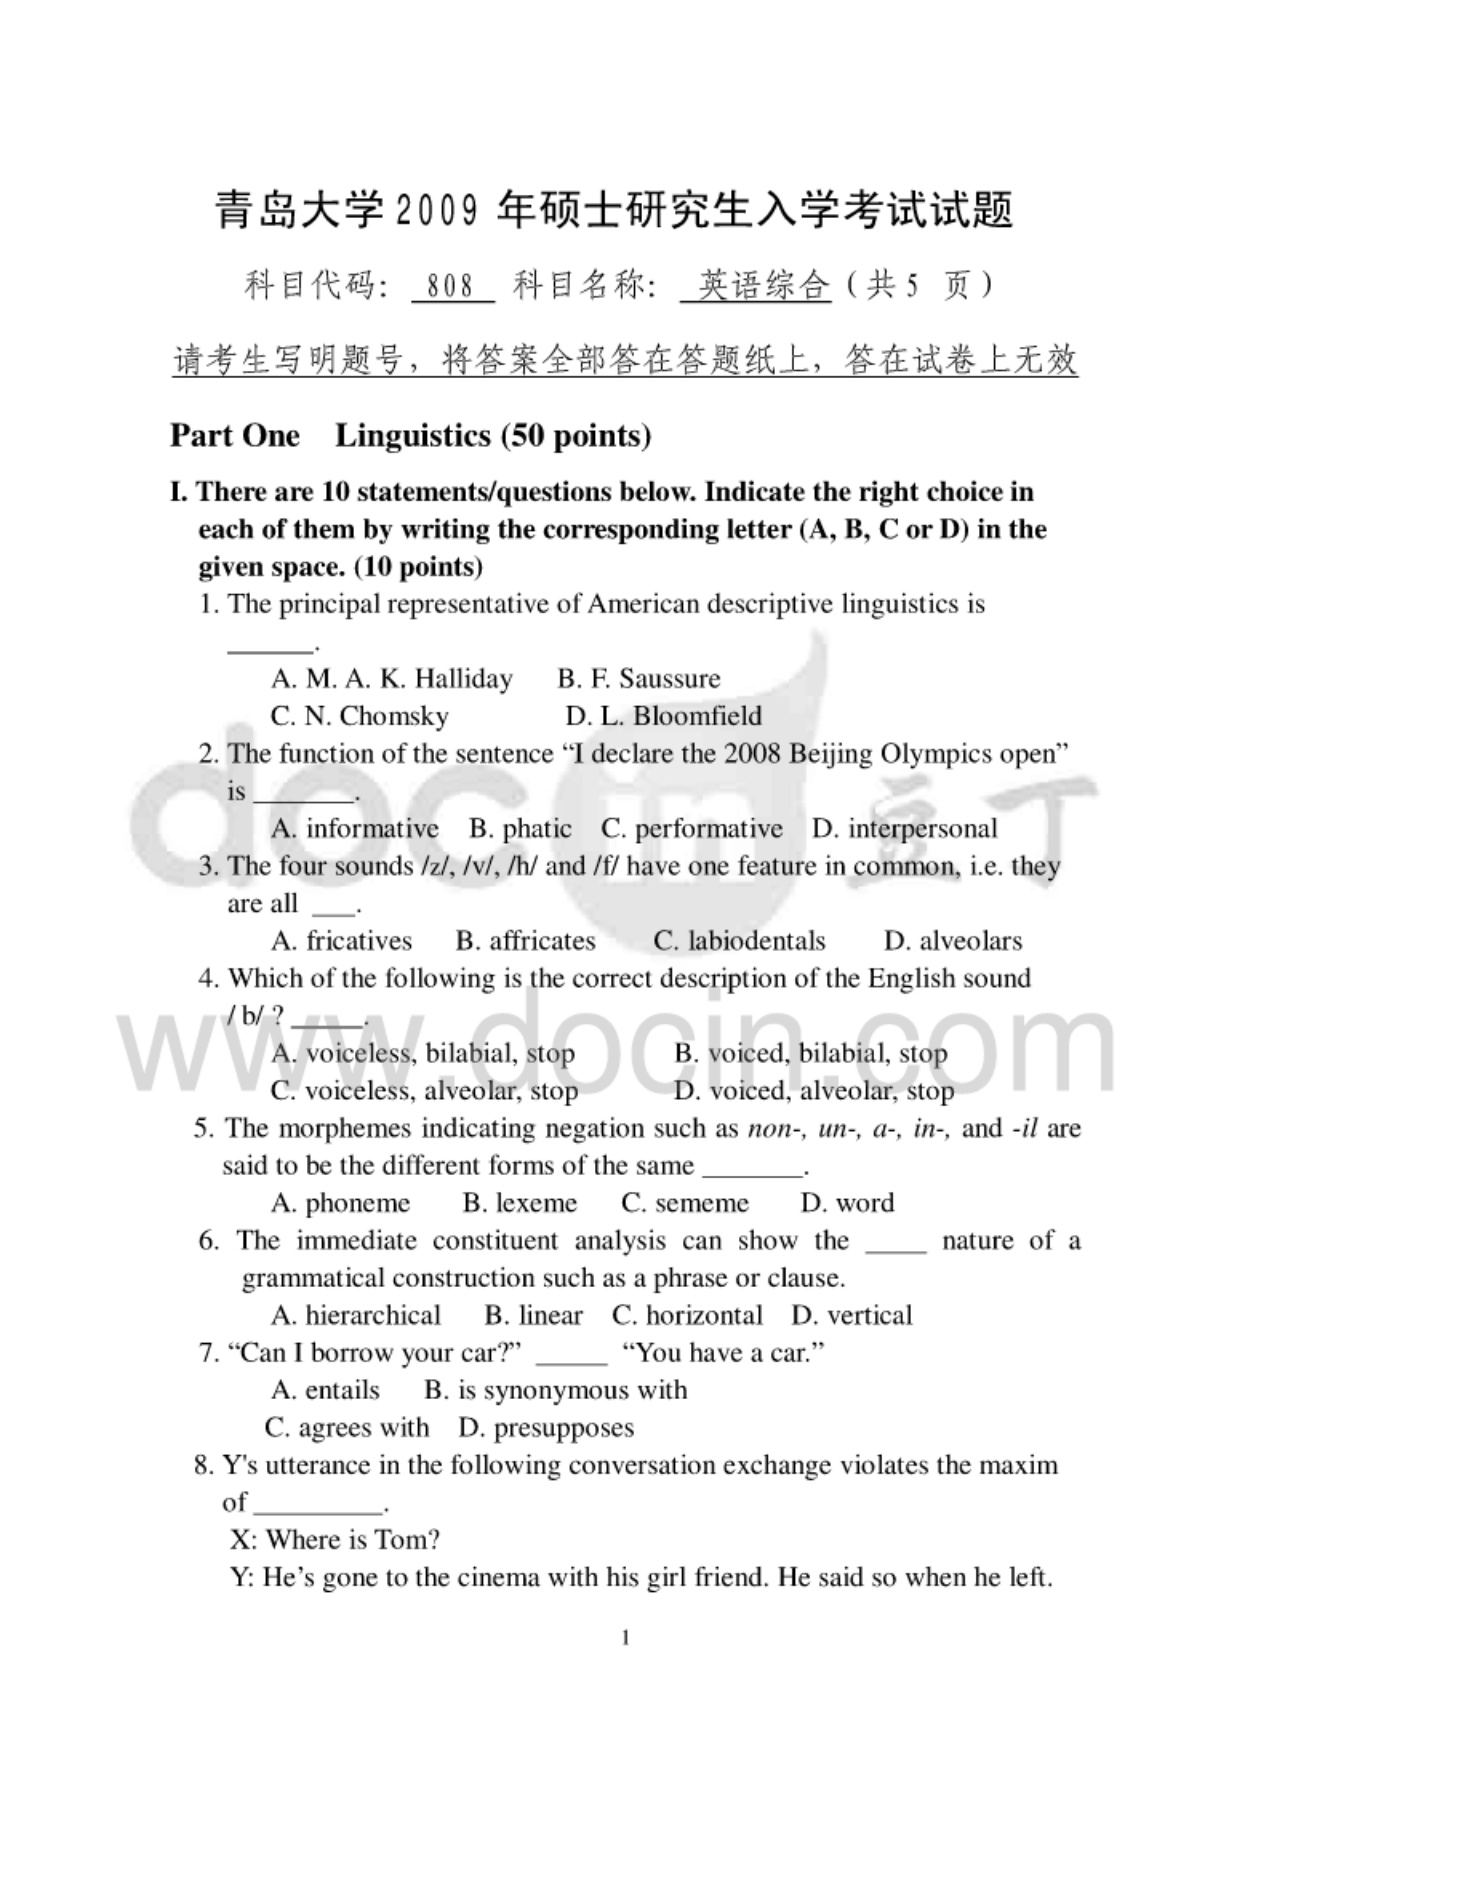 青岛大学2009 年硕士研究生入学考试试题
科目代码： 808 科目名称： 英语综合（共5 页）
请考生写明题号，将答案全部答在答题纸上，答在试卷上无效
Part One Linguistics (50 points)
I. There are 10 statements/questions below. Indicate the right choice in
each of them by writing the corresponding letter (A, B, C or D) in the
given space. (10 points)
1. The principal representative of American descriptive linguistics is
______.
A. M. A. K. Halliday B. F. Saussure
C. N. Chomsky D. L. Bloomfield
2. The function of the sentence “I declare the 2008 Beijing Olympics open”
is _______.
A. informative B. phatic C. performative D. interpersonal
3. The four sounds /z/, /v/, /h/ and /f/ have one feature in common, i.e. they
are all ___.
A. fricatives B. affricates C. labiodentals D. alveolars
4. Which of the following is the correct description of the English sound
/ b/ ? _____.
A. voiceless, bilabial, stop B. voiced, bilabial, stop
C. voiceless, alveolar, stop D. voiced, alveolar, stop
5. The morphemes indicating negation such as non-, un-, a-, in-, and -il are
said to be the different forms of the same _______.
A. phoneme B. lexeme C. sememe D. word
6. The immediate constituent analysis can show the ____ nature of a
grammatical construction such as a phrase or clause.
A. hierarchical B. linear C. horizontal D. vertical
7. “Can I borrow your car?” _____ “You have a car.”
A. entails B. is synonymous with
C. agrees with D. presupposes
8. Y's utterance in the following conversation exchange violates the maxim
of _________.
X: Where is Tom?
Y: He’s gone to the cinema with his girl friend. He said so when he left.
1
docin 豆丁
www.docin.com